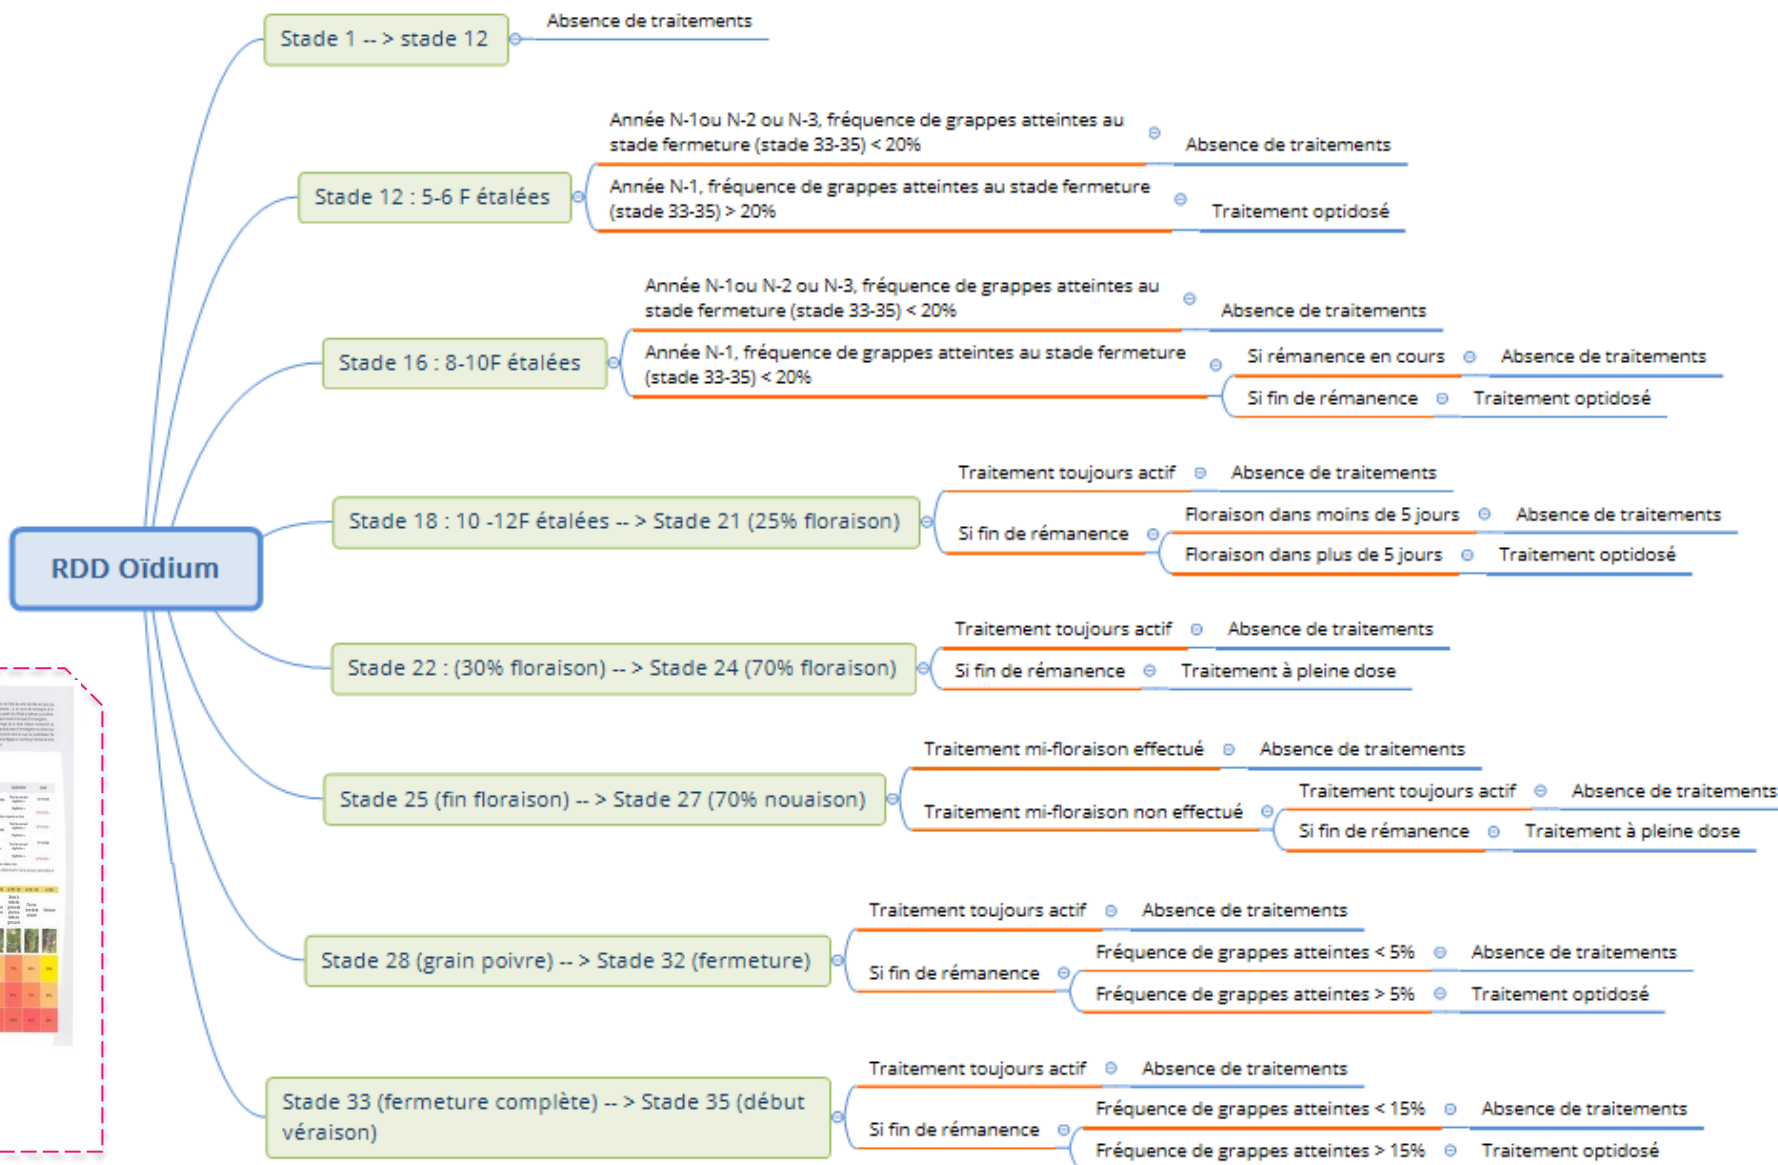 Stade 1 -- > stade 12
Absence de traitements
Année N-1ou N-2 ou N-3, fréquence de grappes atteintes au
stade fermeture (stade 33-35) < 20%
Absence de traitements
Stade 12 : 5-6 F étalées
Année N-1, fréquence de grappes atteintes au stade fermeture
(stade 33-35) > 20%
Traitement optidosé
Année N-1ou N-2 ou N-3, fréquence de grappes atteintes au
stade fermeture (stade 33-35) < 20%
Absence de traitements
Stade 16 : 8-10F étalées
Année N-1, fréquence de grappes atteintes au stade fermeture
(stade 33-35) < 20%
Si rémanence en cours
Absence de traitements
Si fin de rémanence
Traitement optidosé
RDD Oïdium
Stade 18 : 10 -12F étalées -- > Stade 21 (25% floraison)
Traitement toujours actif
Absence de traitements
Si fin de rémanence
Floraison dans moins de 5 jours
Absence de traitements
Floraison dans plus de 5 jours
Traitement optidosé
Stade 22 : (30% floraison) -- > Stade 24 (70% floraison)
Traitement toujours actif
Absence de traitements
Si fin de rémanence
Traitement à pleine dose
Stade 25 (fin floraison) -- > Stade 27 (70% nouaison)
Traitement mi-floraison effectué
Absence de traitements
Traitement mi-floraison non effectué
Traitement toujours actif
Absence de traitements
Si fin de rémanence
Traitement à pleine dose
Stade 28 (grain poivre) -- > Stade 32 (fermeture)
Traitement toujours actif
Absence de traitements
Si fin de rémanence
Fréquence de grappes atteintes < 5%
Absence de traitements
Fréquence de grappes atteintes > 5%
Traitement optidosé
Stade 33 (fermeture complète) -- > Stade 35 (début
véraison)
Traitement toujours actif
Absence de traitements
Si fin de rémanence
Fréquence de grappes atteintes < 15%
Absence de traitements
Fréquence de grappes atteintes > 15%
Traitement optidosé